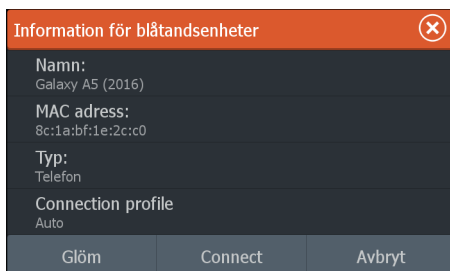 Information för blåtandsenheter
Namn:
Galaxy A5 (2016)
MAC adress:
8c:1a:bf:1e:2c:c0
Typ:
Telefon
Connection profile
Auto
Glöm Connect Avbryt